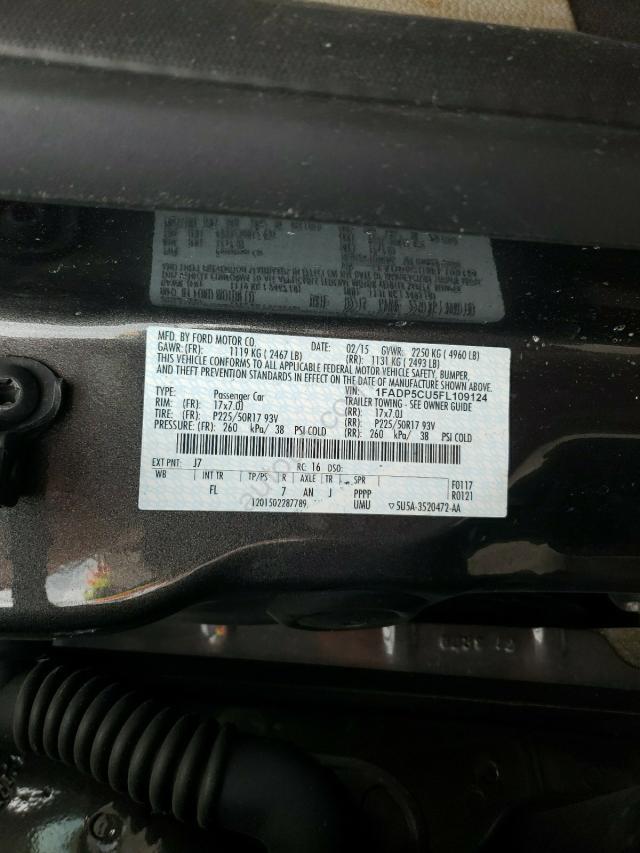 MFD. BY FORD MOTOR CO. DATE: 02/15 GVWR: 2250 KG ( 4960 LB)
GAWR: (FR): 1119 KG ( 2467 LB) (RR): 1131 KG ( 2493 LB)
THIS VEHICLE CONFORMS TO ALL APPLICABLE FEDERAL MOTOR VEHICLE SAFETY, BUMPER,
AND THEFT PREVENTION STANDARDS IN EFFECT ON THE DATE OF MANUFACTURE SHOWN ABOVE
VIN: 1FADP5CU5FL109124
TYPE: Passenger Car TRAILER TOWING - SEE OWNER GUIDE
RIM: (FR) 17x7.0J (RR): 17x7.0J
TIRE: (FR) P225/50R17 93V (RR): P225/50R17 93V
PRESSURE: (FR): 260 kPa/ 38 PSI COLD (RR): 260 kPa/ 38 PSI COLD
EXT PNT: J7 RC: 16 DSO:
WB INT TR TP/PS R AXLE TR SPR F0117
FL 7 AN J PPPP R0121
1201502287789 UMU ▽5U5A-3520472-AA